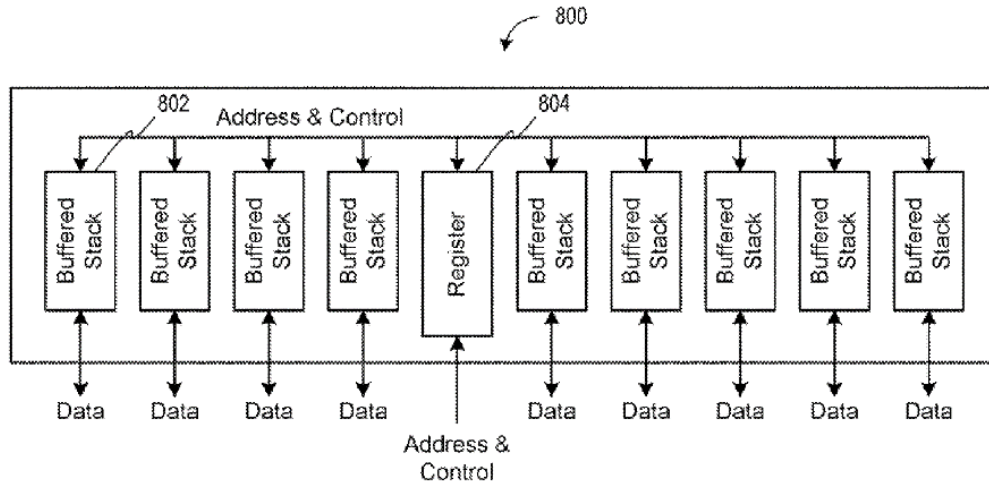 800
802
804
Address & Control
Buffered
Stack
Buffered
Stack
Buffered
Stack
Buffered
Stack
Register
Buffered
Stack
Buffered
Stack
Buffered
Stack
Buffered
Stack
Buffered
Stack
Data
Data
Data
Data
Data
Data
Data
Data
Data
Address &
Control